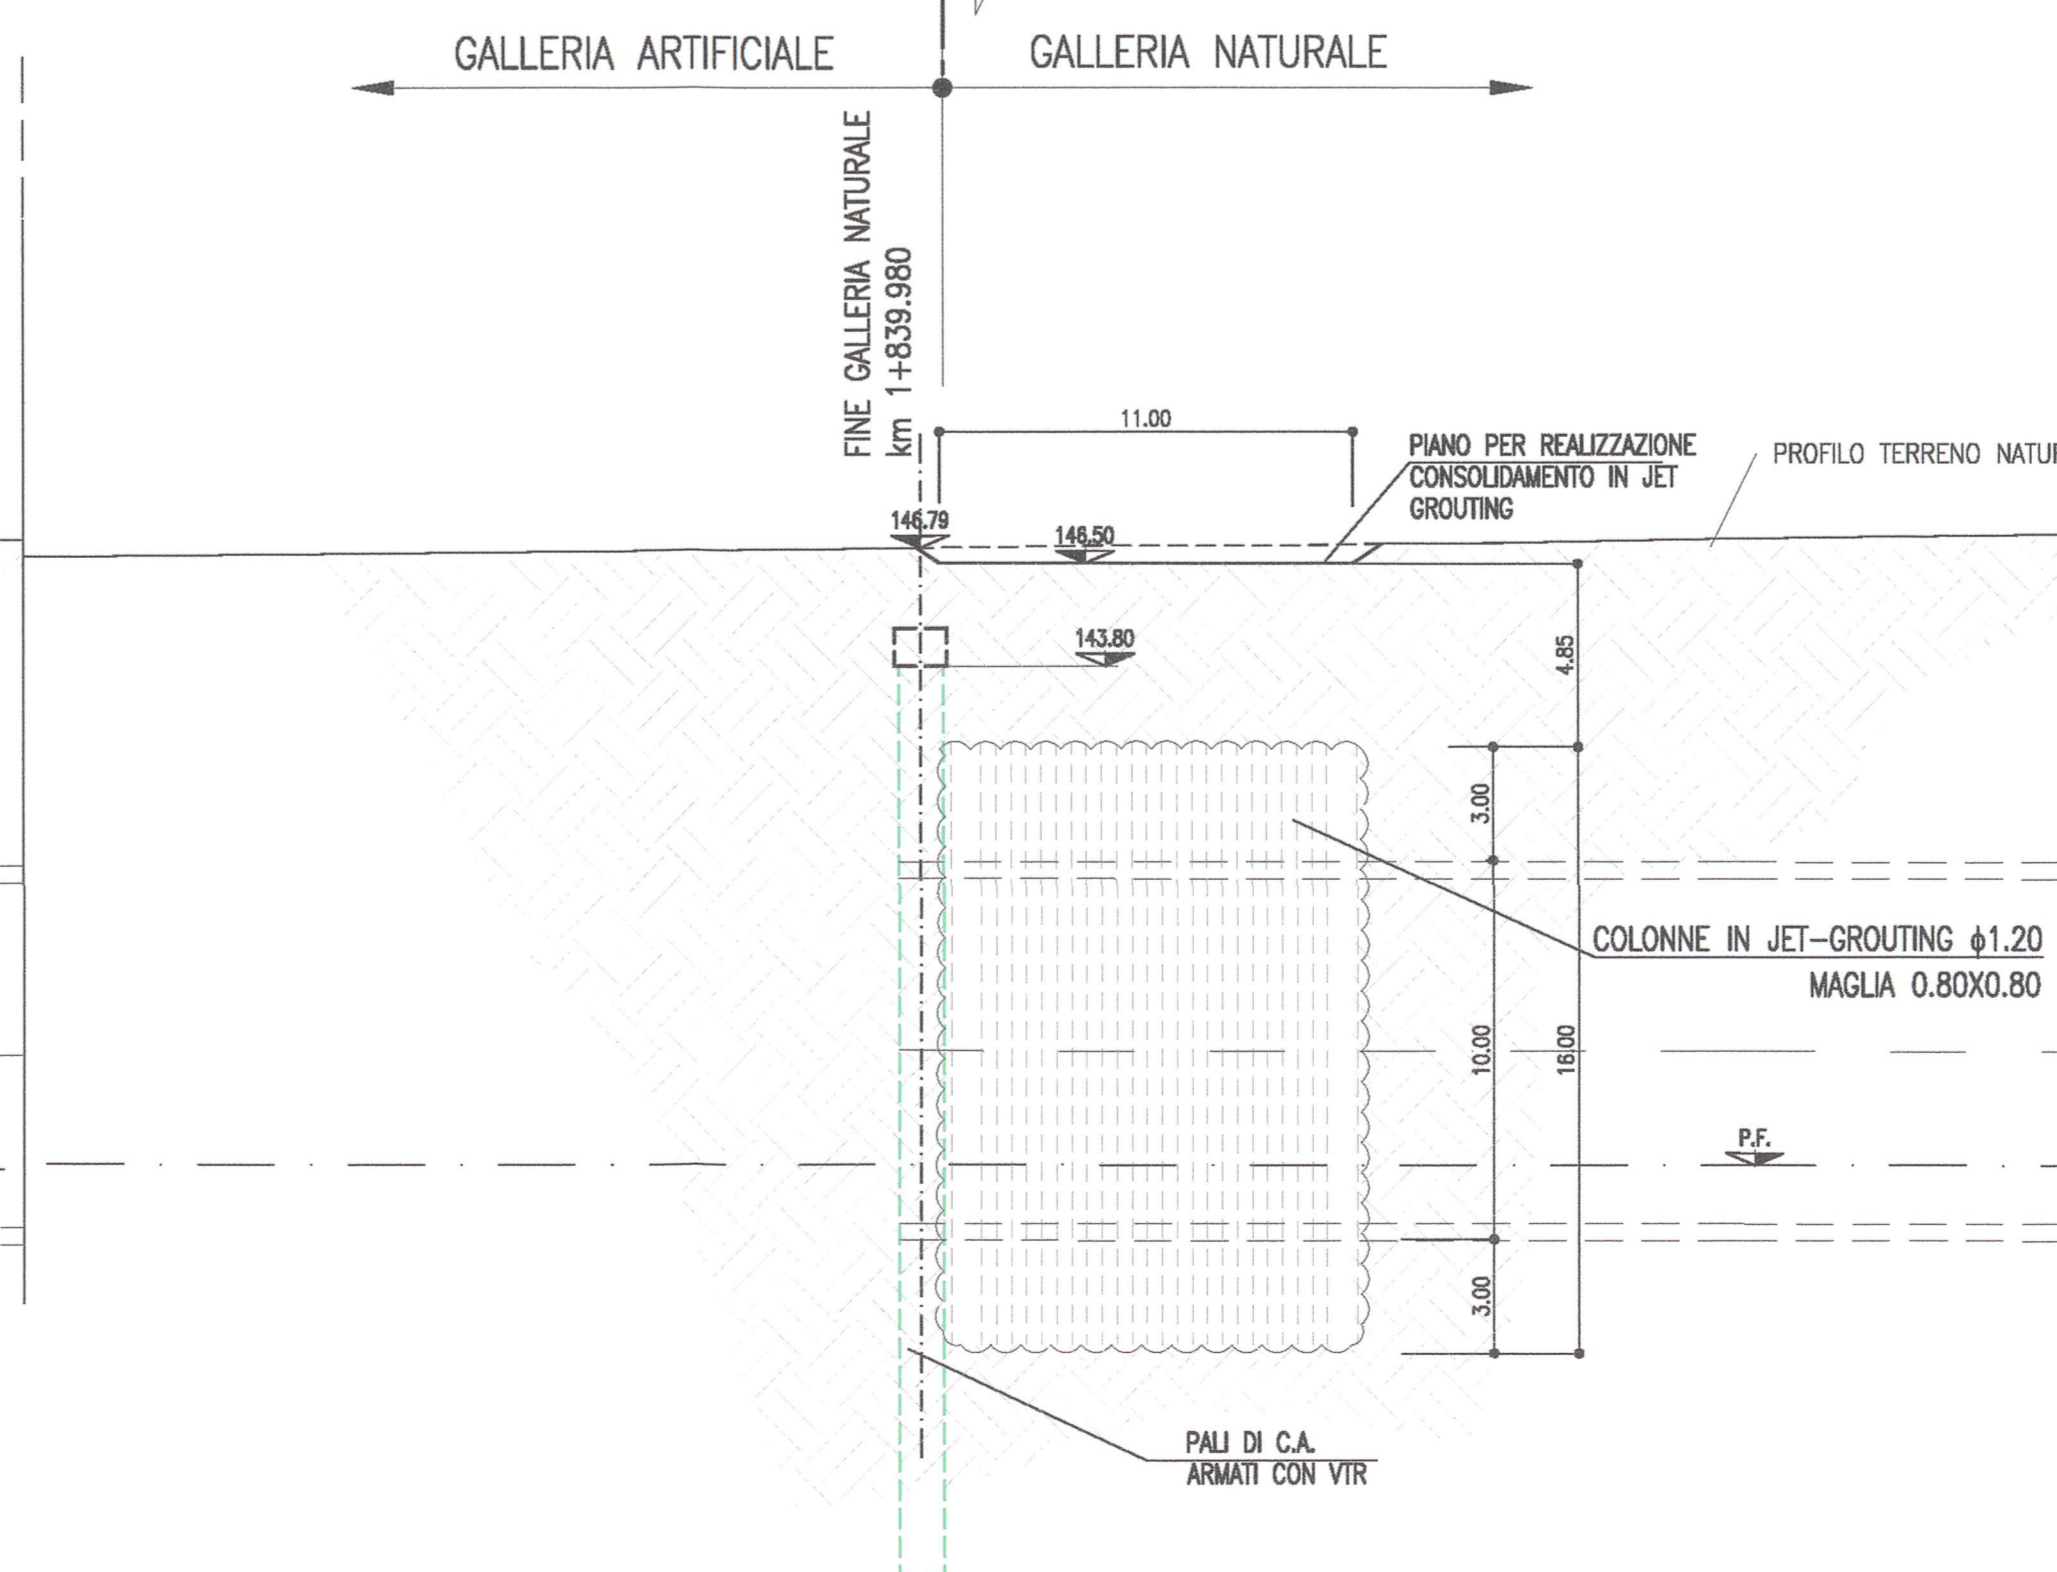 GALLERIA ARTIFICIALE
GALLERIA NATURALE
FINE GALLERIA NATURALE
km 1+839.980
11.00
PIANO PER REALIZZAZIONE
CONSOLIDAMENTO IN JET
GROUTING
PROFILO TERRENO
146.79
146.50
143.80
4.85
3.00
COLONNE IN JET-GROUTING ϕ1.20
MAGLIA 0.80X0.80
10.00
16.00
P.F.
3.00
PALI DI C.A.
ARMATI CON VTR